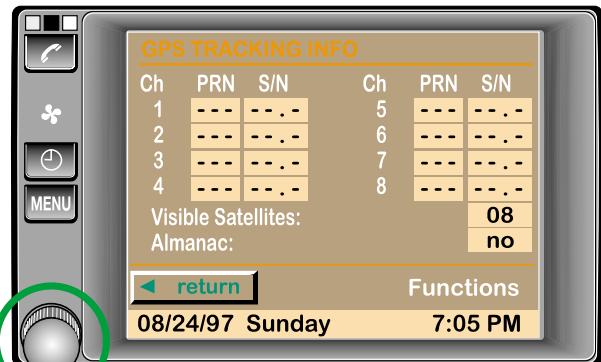 GPS TRACKING INFO
Ch PRN S/N Ch PRN S/N
1 --- --.- 5 --- --.-
2 --- --.- 6 --- --.-
3 --- --.- 7 --- --.-
4 --- --.- 8 --- --.-
Visible Satellites: 08
Almanac: no
MENU
◄ return Functions
08/24/97 Sunday 7:05 PM